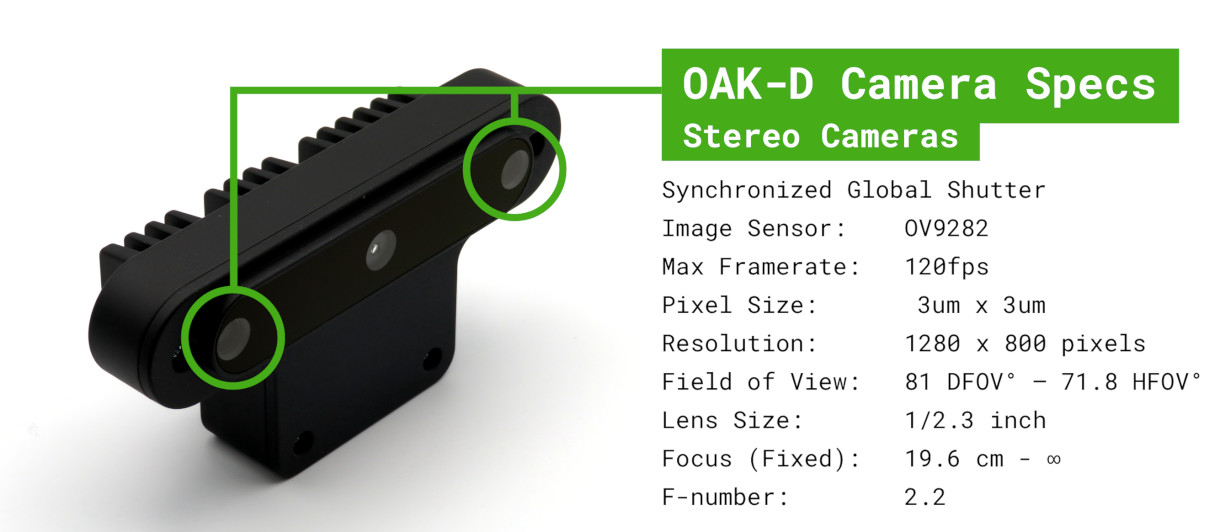 OAK-D Camera Specs
Stereo Cameras
Synchronized Global Shutter
Image Sensor: OV9282
Max Framerate: 120fps
Pixel Size: 3um x 3um
Resolution: 1280 x 800 pixels
Field of View: 81 DFOV° – 71.8 HFOV°
Lens Size: 1/2.3 inch
Focus (Fixed): 19.6 cm - ∞
F-number: 2.2